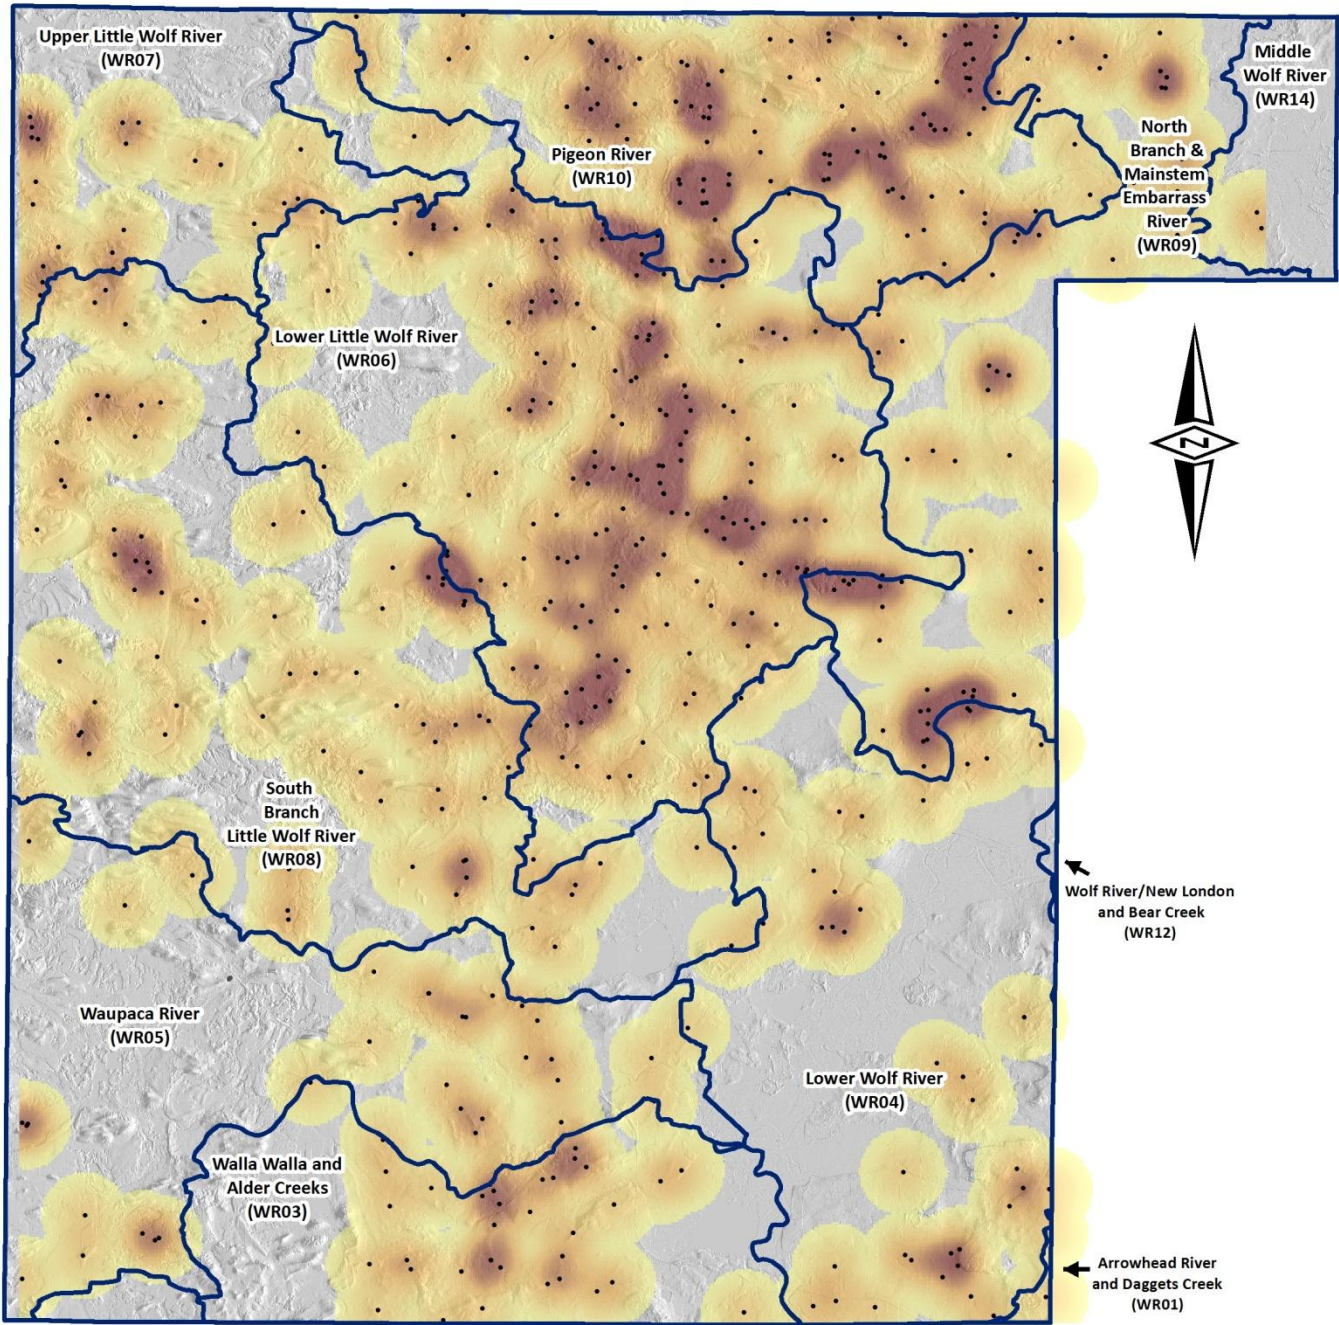 Upper Little Wolf River
(WR07)
Middle
Wolf River
(WR14)
North
Branch &
Mainstem
Embarrass
River
(WR09)
Pigeon River
(WR10)
Lower Little Wolf River
(WR06)
N
South
Branch
Little Wolf River
(WR08)
Wolf River/New London
and Bear Creek
(WR12)
Waupaca River
(WR05)
Lower Wolf River
(WR04)
Walla Walla and
Alder Creeks
(WR03)
Arrowhead River
and Daggets Creek
(WR01)